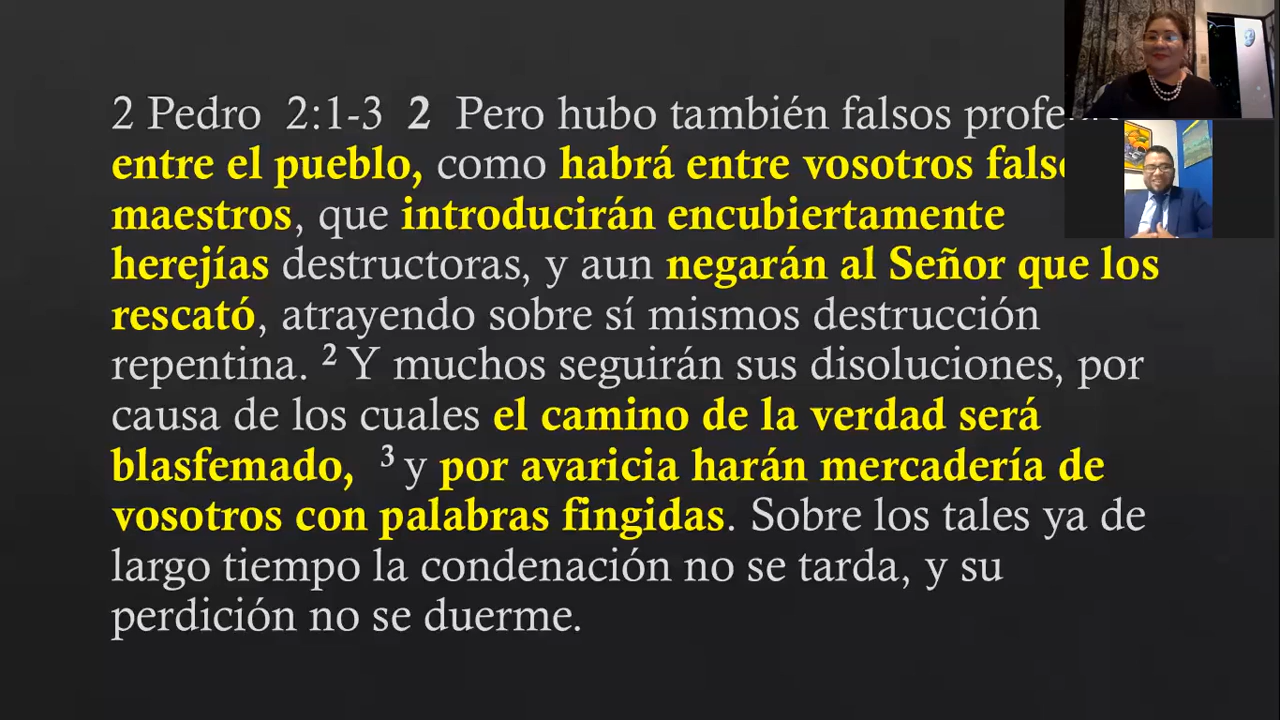 2 Pedro 2:1-3 2 Pero hubo también falsos
entre el pueblo, como habrá entre vosotros
maestros, que introducirán encubiertamente
herejías destructoras, y aun negarán al Señor que los
rescató, atrayendo sobre sí mismos destrucción
repentina. 2 Y muchos seguirán sus disoluciones, por
causa de los cuales el camino de la verdad será
blasfemado, 3 y por avaricia harán mercadería de
vosotros con palabras fingidas. Sobre los tales ya de
largo tiempo la condenación no se tarda, y su
perdición no se duerme.